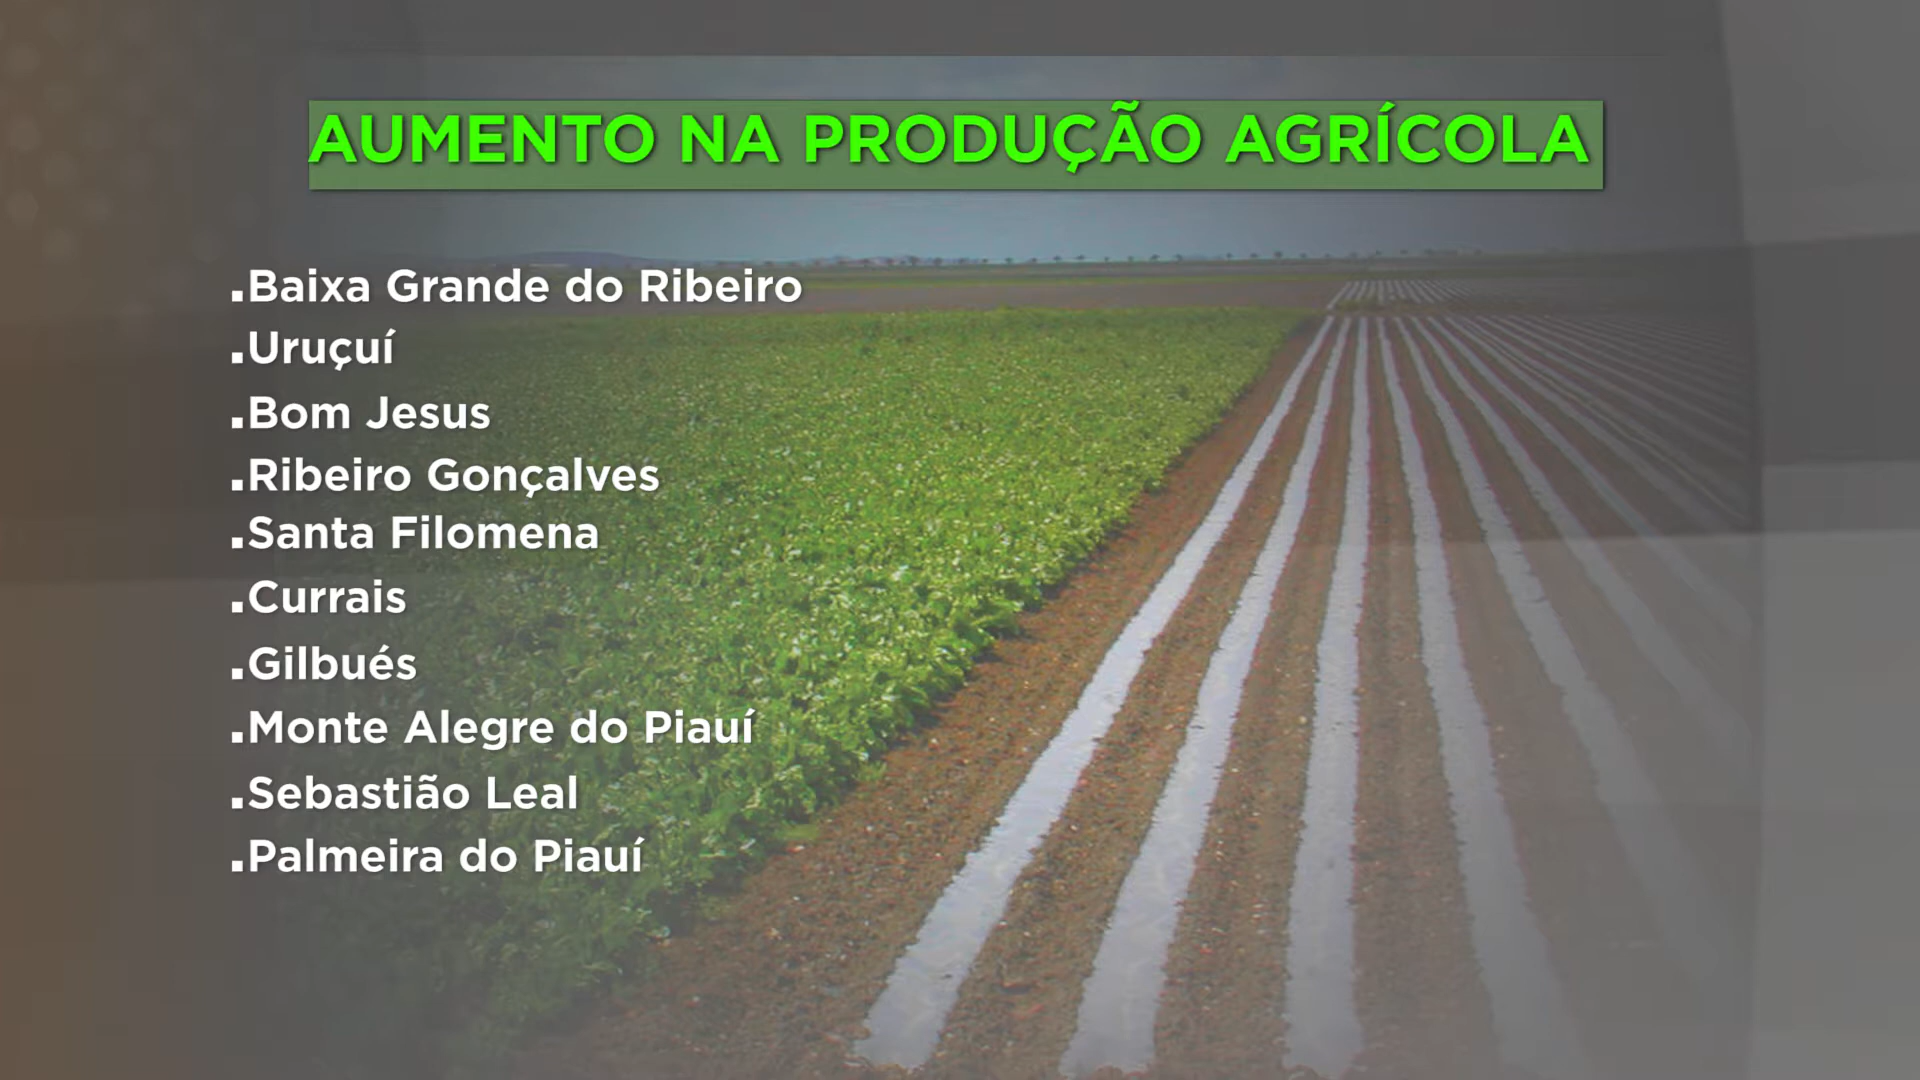 AUMENTO NA PRODUÇÃO AGRÍCOLA
.Baixa Grande do Ribeiro
.Uruçuí
.Bom Jesus
.Ribeiro Gonçalves
.Santa Filomena
.Currais
.Gilbués
.Monte Alegre do Piauí
.Sebastião Leal
.Palmeira do Piauí